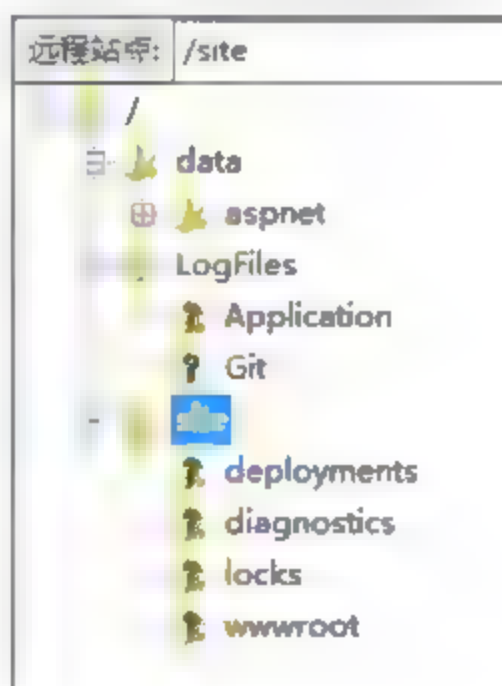 远程站点: /site
/
data
aspnet
LogFiles
Application
Git
deployments
diagnostics
locks
wwwroot